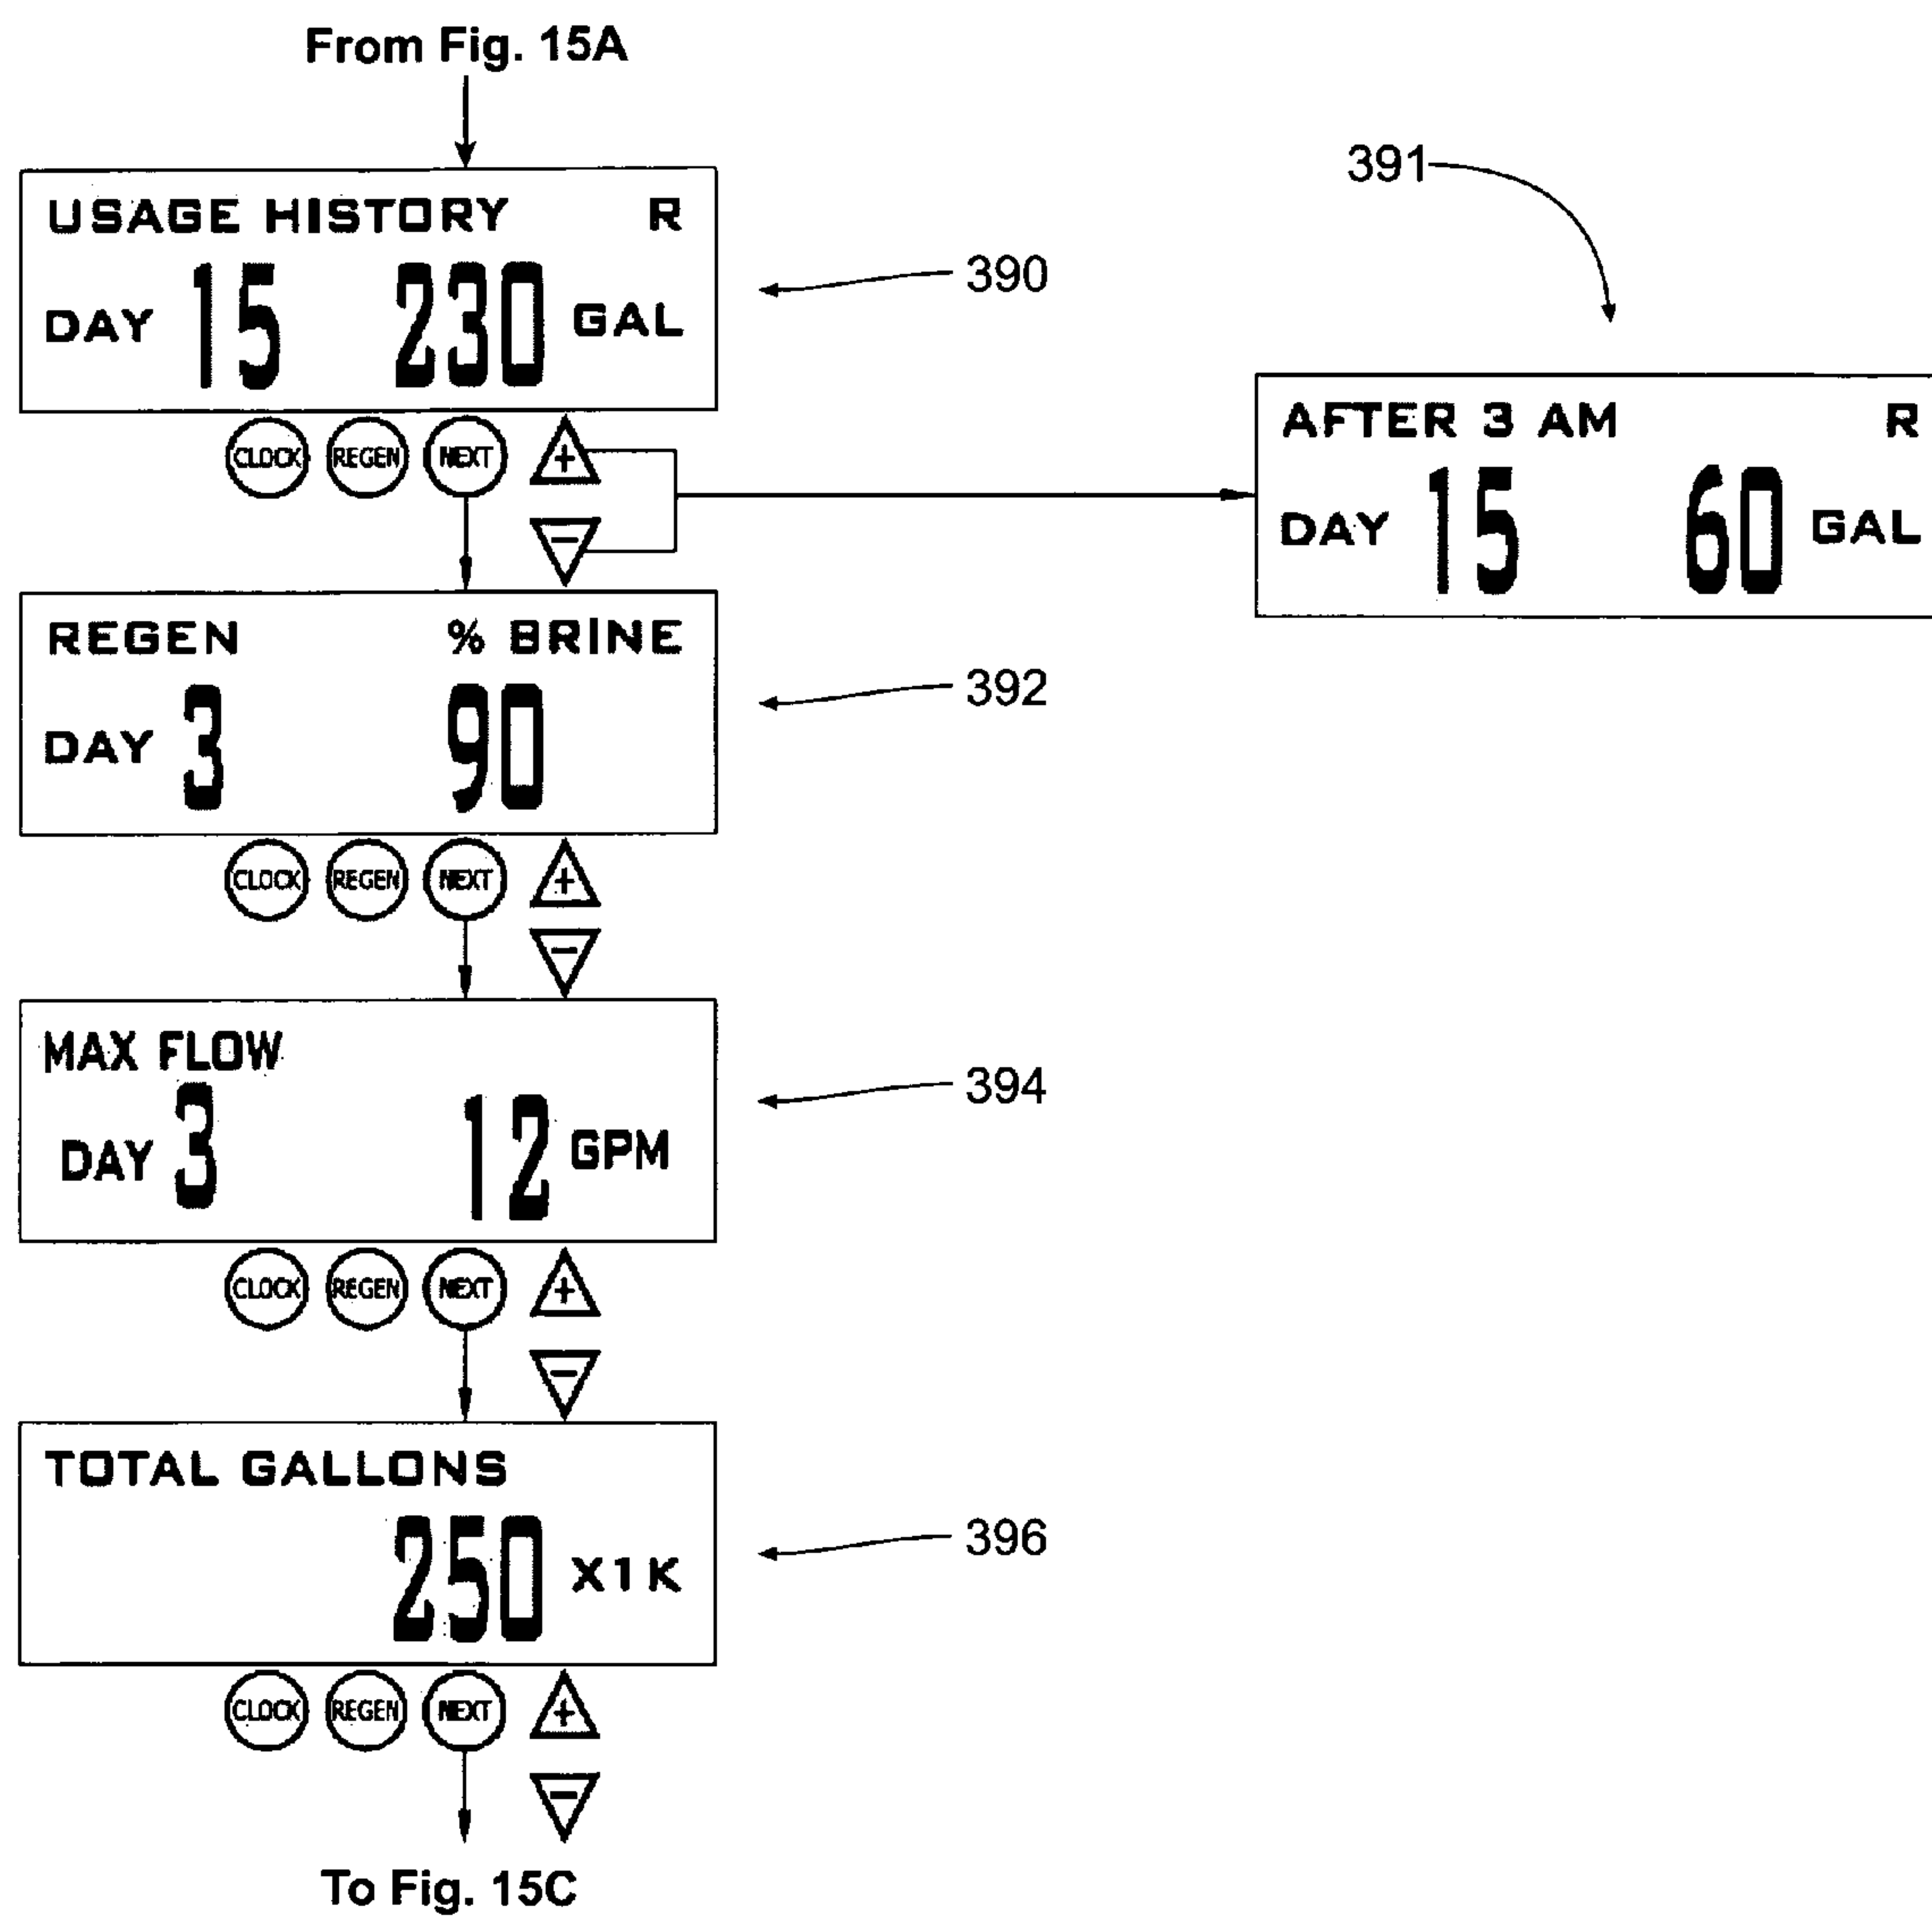 From Fig. 15A
USAGE HISTORY R
DAY 15 230 GAL
390
CLOCK REGEN NEXT +
−
391
AFTER 3 AM R
DAY 15 60 GAL
REGEN % BRINE
DAY 3 90
392
CLOCK REGEN NEXT +
−
MAX FLOW
DAY 3 12 GPM
394
CLOCK REGEN NEXT +
−
TOTAL GALLONS
250 X1K
396
CLOCK REGEN NEXT +
−
To Fig. 15C